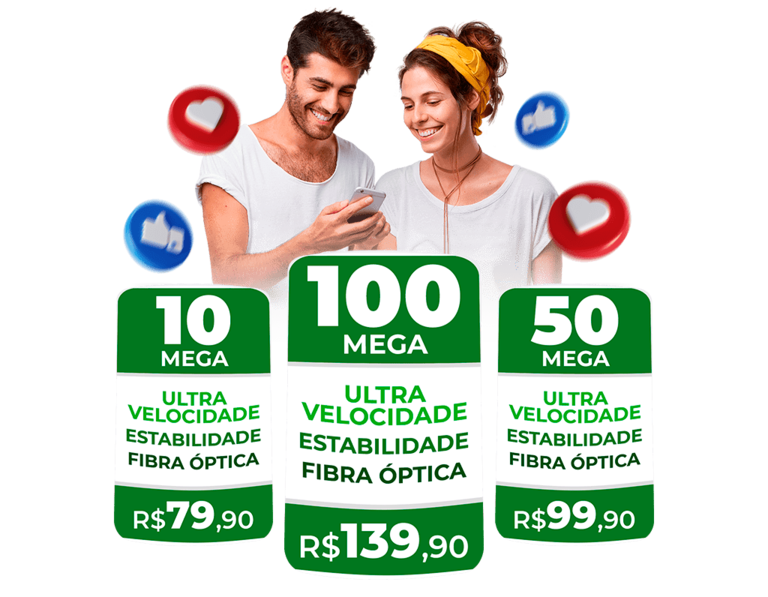 10
MEGA
ULTRA
VELOCIDADE
ESTABILIDADE
FIBRA ÓPTICA
R$79,90
100
MEGA
ULTRA
VELOCIDADE
ESTABILIDADE
FIBRA ÓPTICA
R$139,90
50
MEGA
ULTRA
VELOCIDADE
ESTABILIDADE
FIBRA ÓPTICA
R$99,90